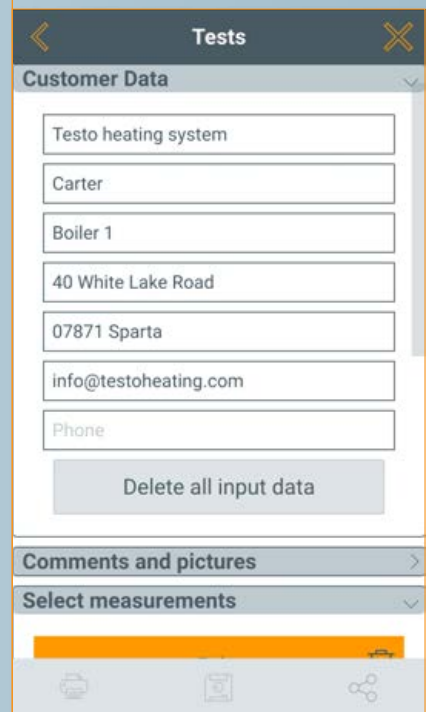 Tests
Customer Data
Testo heating system
Carter
Boiler 1
40 White Lake Road
07871 Sparta
info@testoheating.com
Phone
Delete all input data
Comments and pictures
Select measurements